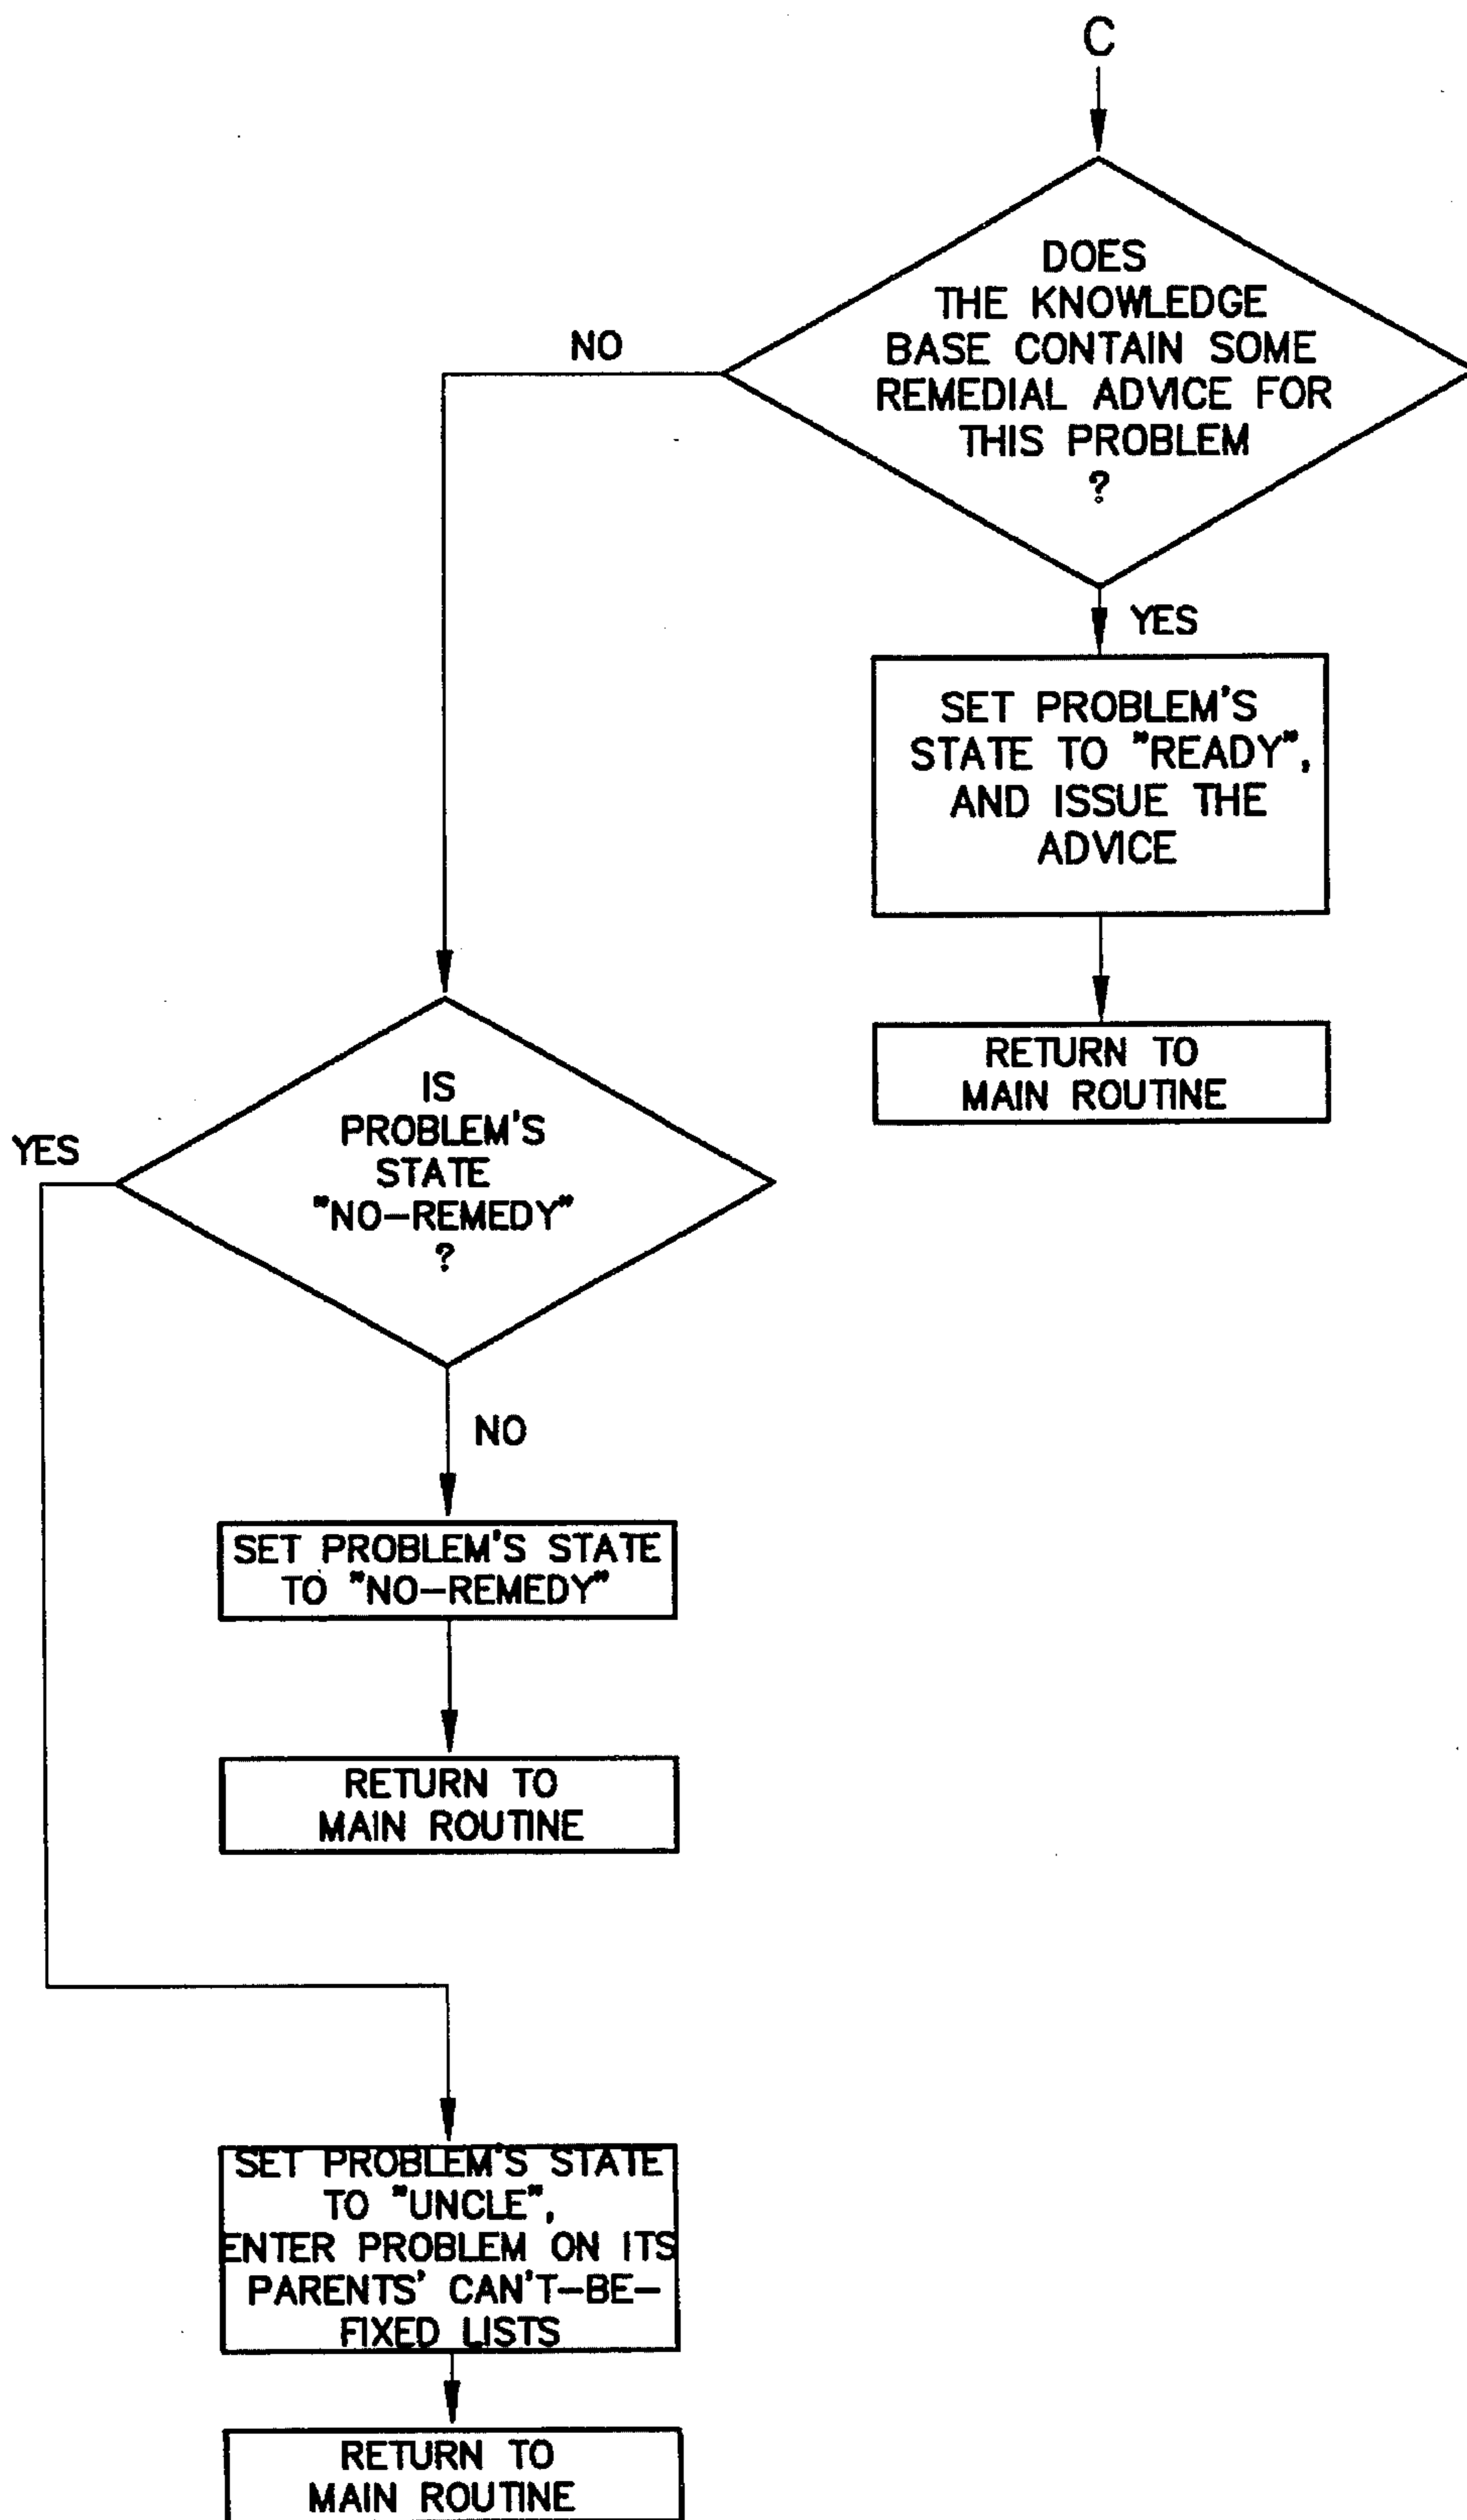 C
DOES
THE KNOWLEDGE
BASE CONTAIN SOME
REMEDIAL ADVICE FOR
THIS PROBLEM
?
NO
YES
SET PROBLEM'S
STATE TO "READY",
AND ISSUE THE
ADVICE
RETURN TO
MAIN ROUTINE
IS
PROBLEM'S
STATE
"NO-REMEDY"
?
YES
NO
SET PROBLEM'S STATE
TO "NO-REMEDY"
RETURN TO
MAIN ROUTINE
SET PROBLEM'S STATE
TO "UNCLE",
ENTER PROBLEM ON ITS
PARENTS' CAN'T-BE-
FIXED LISTS
RETURN TO
MAIN ROUTINE